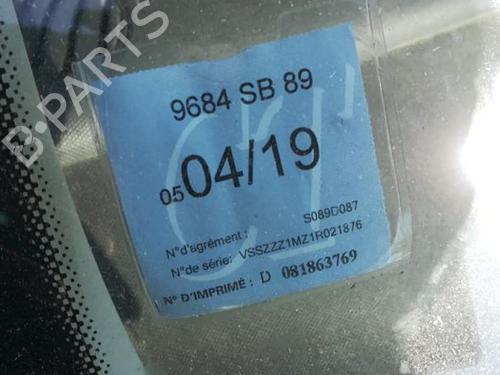 B-PARTS
9684 SB 89
05 04/19
N°d'agrément : S089D087
N°de série: VSSZZZ1MZ1R021876
N° D'IMPRIMÉ : D 081863769